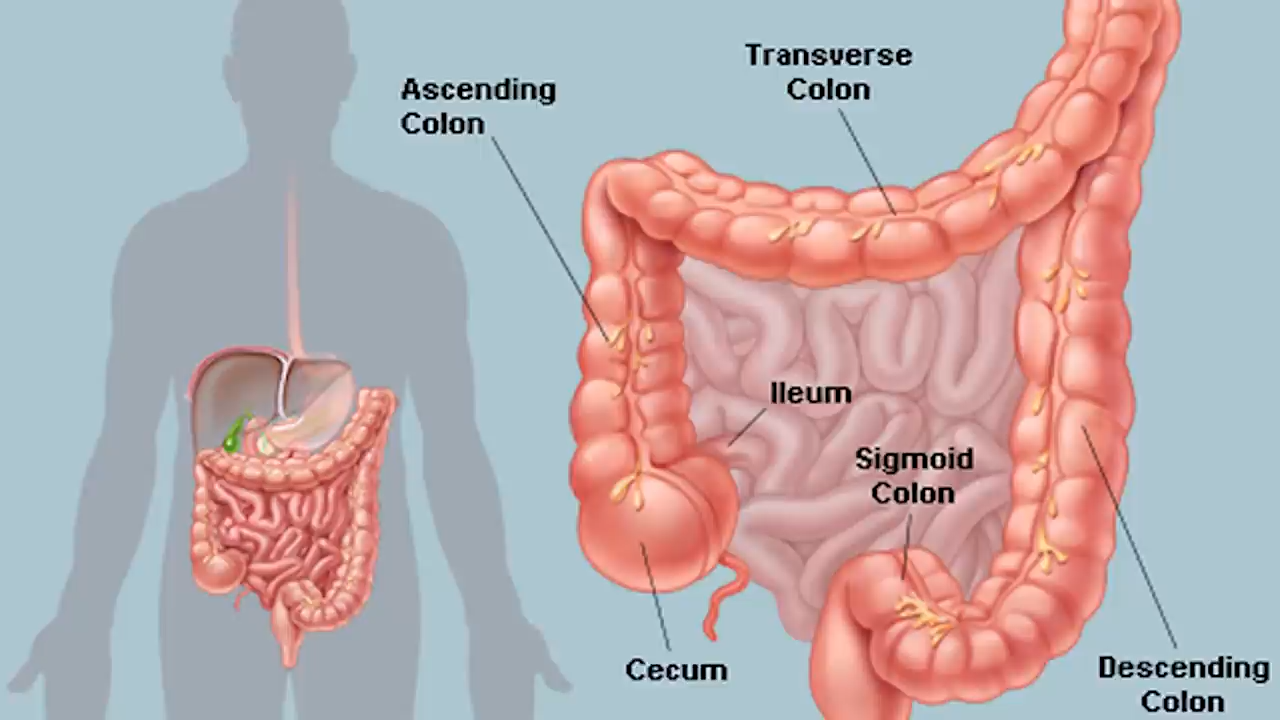 Transverse
Colon
Ascending
Colon
Ileum
Sigmoid
Colon
Cecum
Descending
Colon